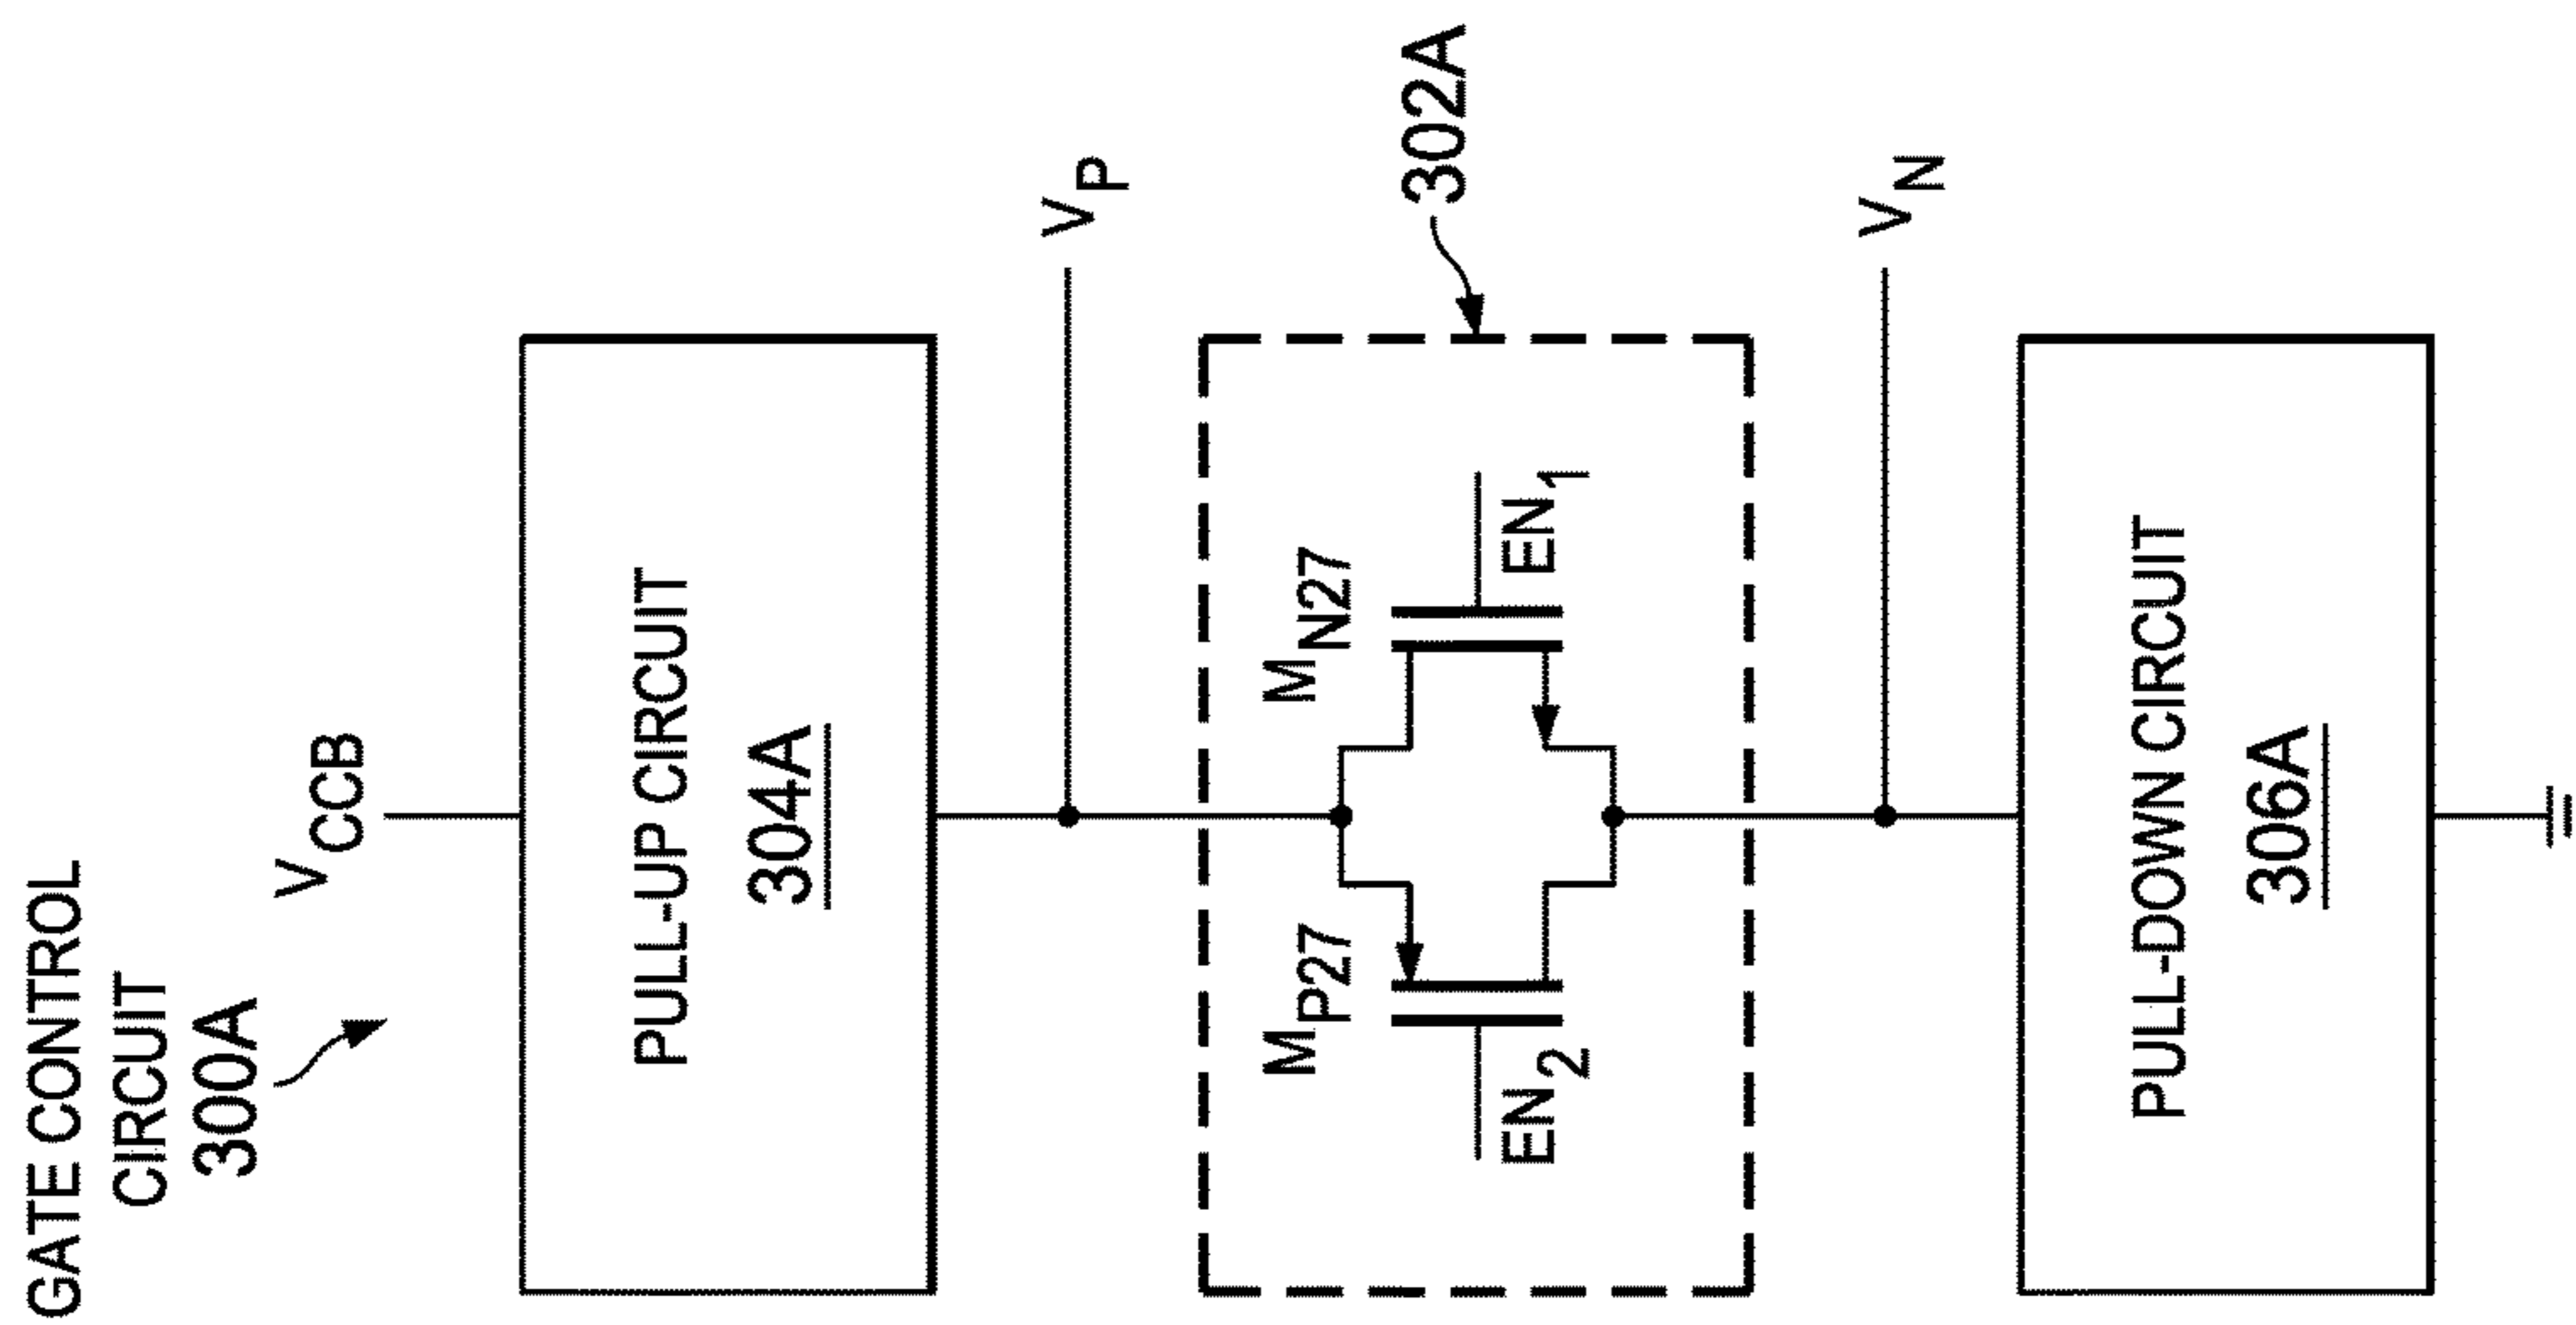 GATE CONTROL
CIRCUIT
300A
VCCB
PULL-UP CIRCUIT
304A
VP
302A
MP27
MN27
EN2
EN1
VN
PULL-DOWN CIRCUIT
306A